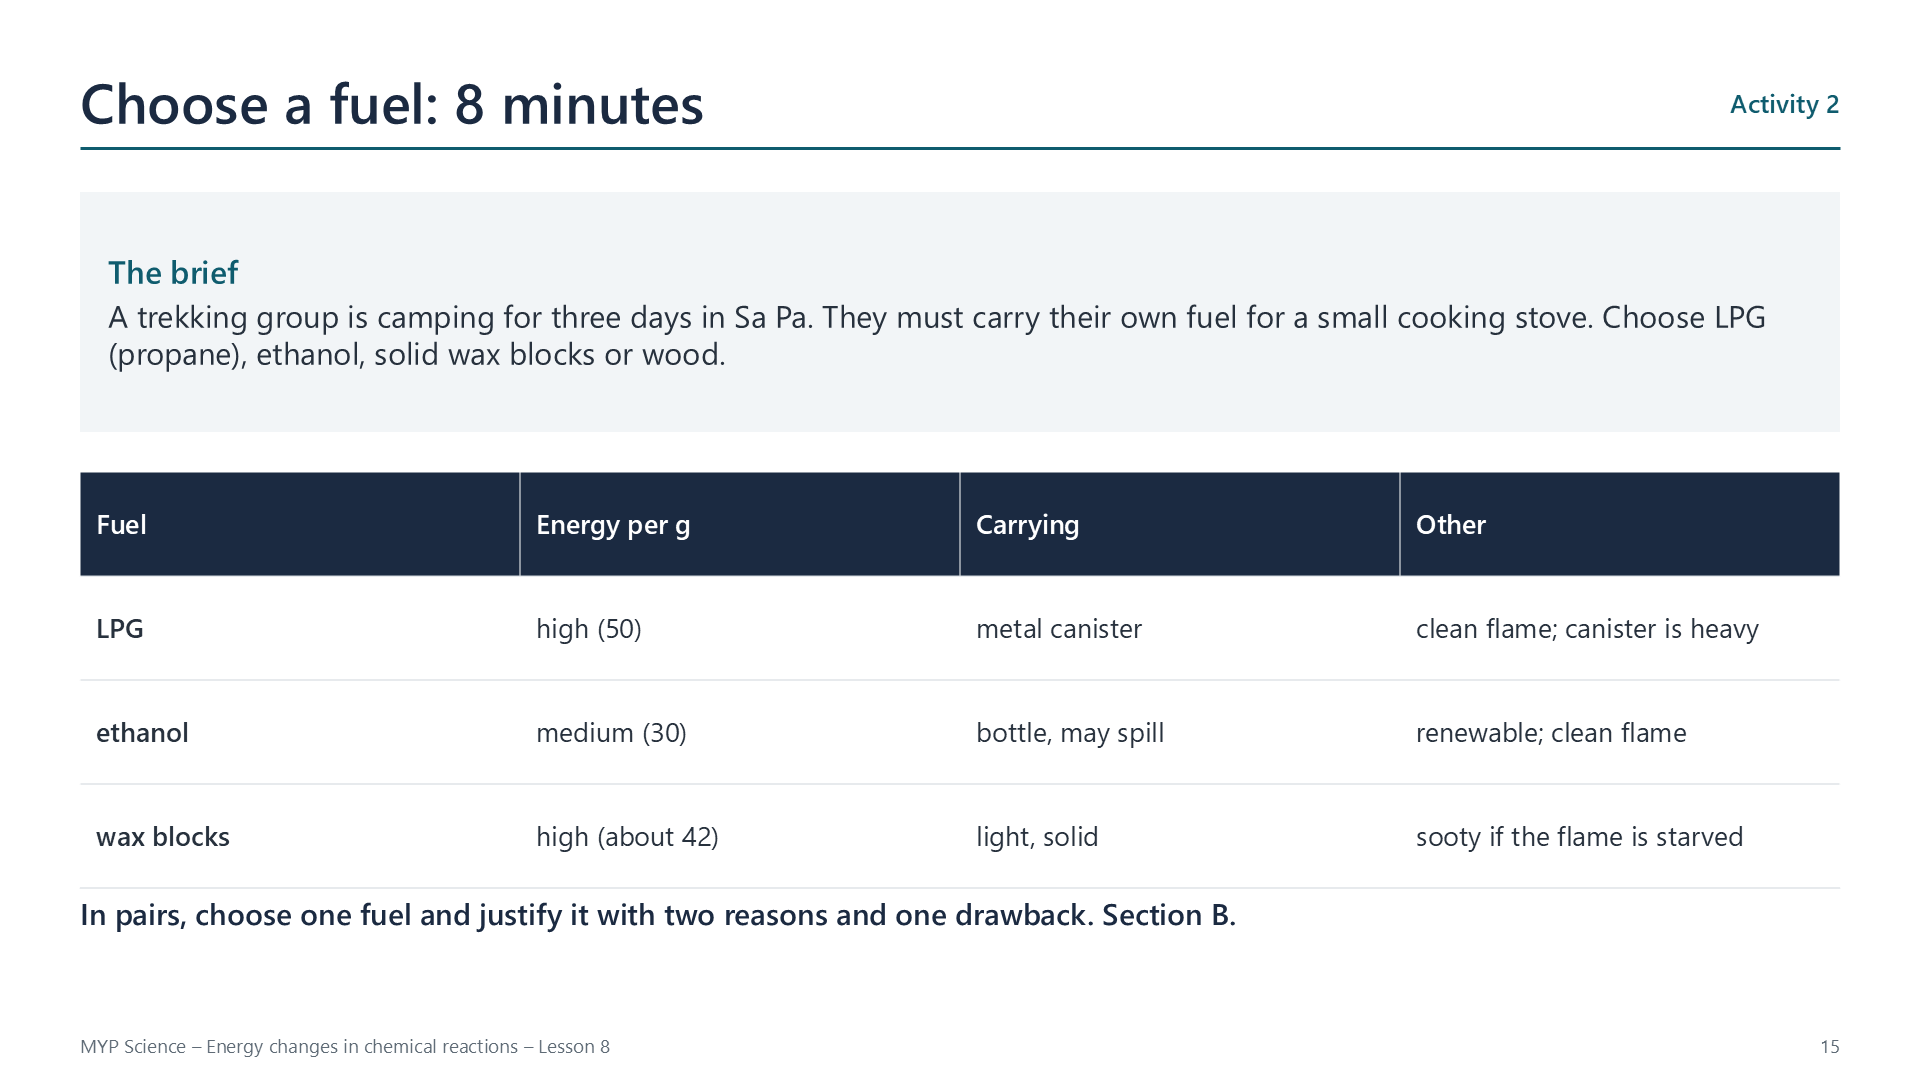 Choose a fuel: 8 minutes
Activity 2
The brief
A trekking group is camping for three days in Sa Pa. They must carry their own fuel for a small cooking stove. Choose LPG
(propane), ethanol, solid wax blocks or wood.
Fuel Energy per g Carrying Other
LPG high (50) metal canister clean flame; canister is heavy
ethanol medium (30) bottle, may spill renewable; clean flame
wax blocks high (about 42) light, solid sooty if the flame is starved
In pairs, choose one fuel and justify it with two reasons and one drawback. Section B.
MYP Science – Energy changes in chemical reactions – Lesson 8
15